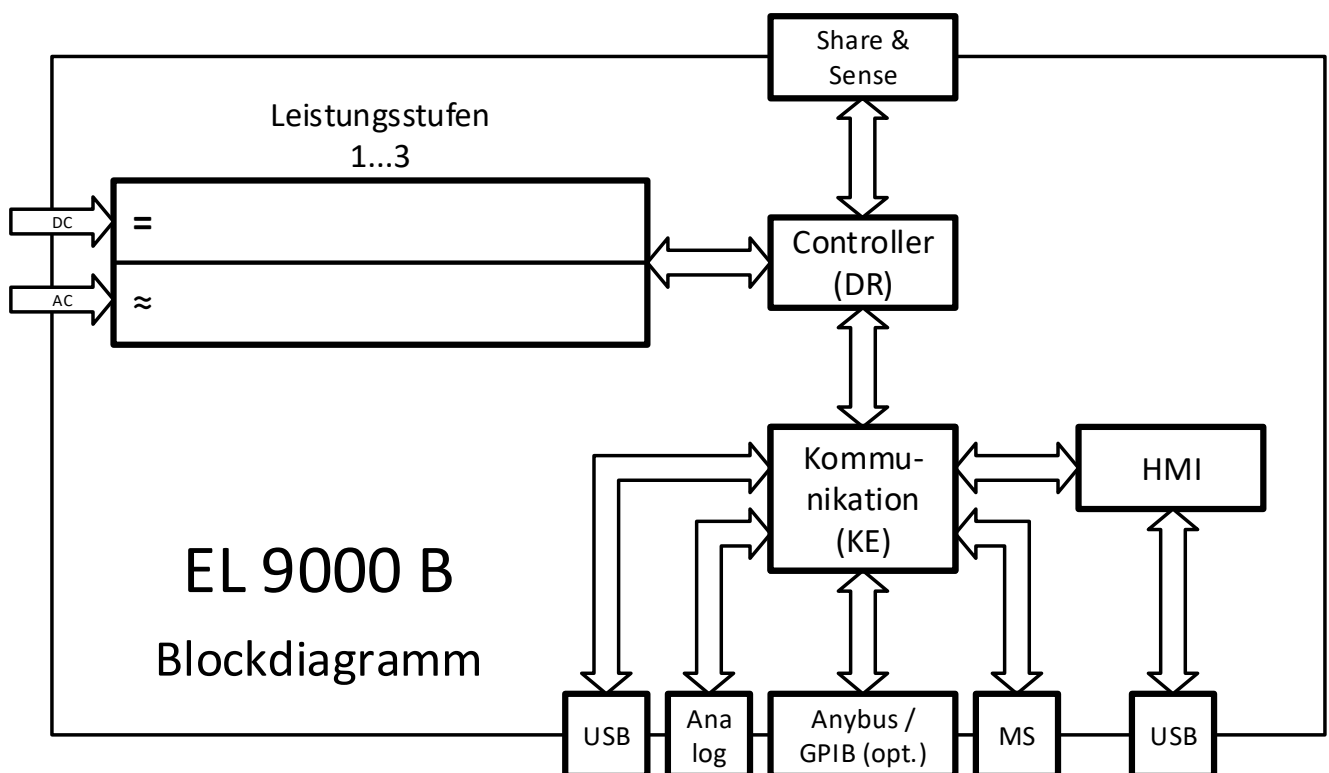 Share &
Sense
Leistungsstufen
1...3
DC
=
Controller
(DR)
AC
≈
Kommu-
nikation
(KE)
HMI
EL 9000 B
Blockdiagramm
USB
Ana
log
Anybus /
GPIB (opt.)
MS
USB